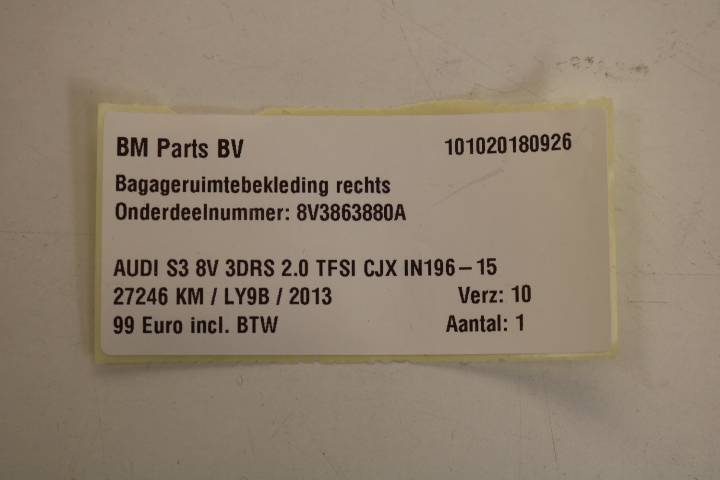 BM Parts BV 101020180926
Bagageruimtebekleding rechts
Onderdeelnummer: 8V3863880A
AUDI S3 8V 3DRS 2.0 TFSI CJX IN196-15
27246 KM / LY9B / 2013 Verz: 10
99 Euro incl. BTW Aantal: 1